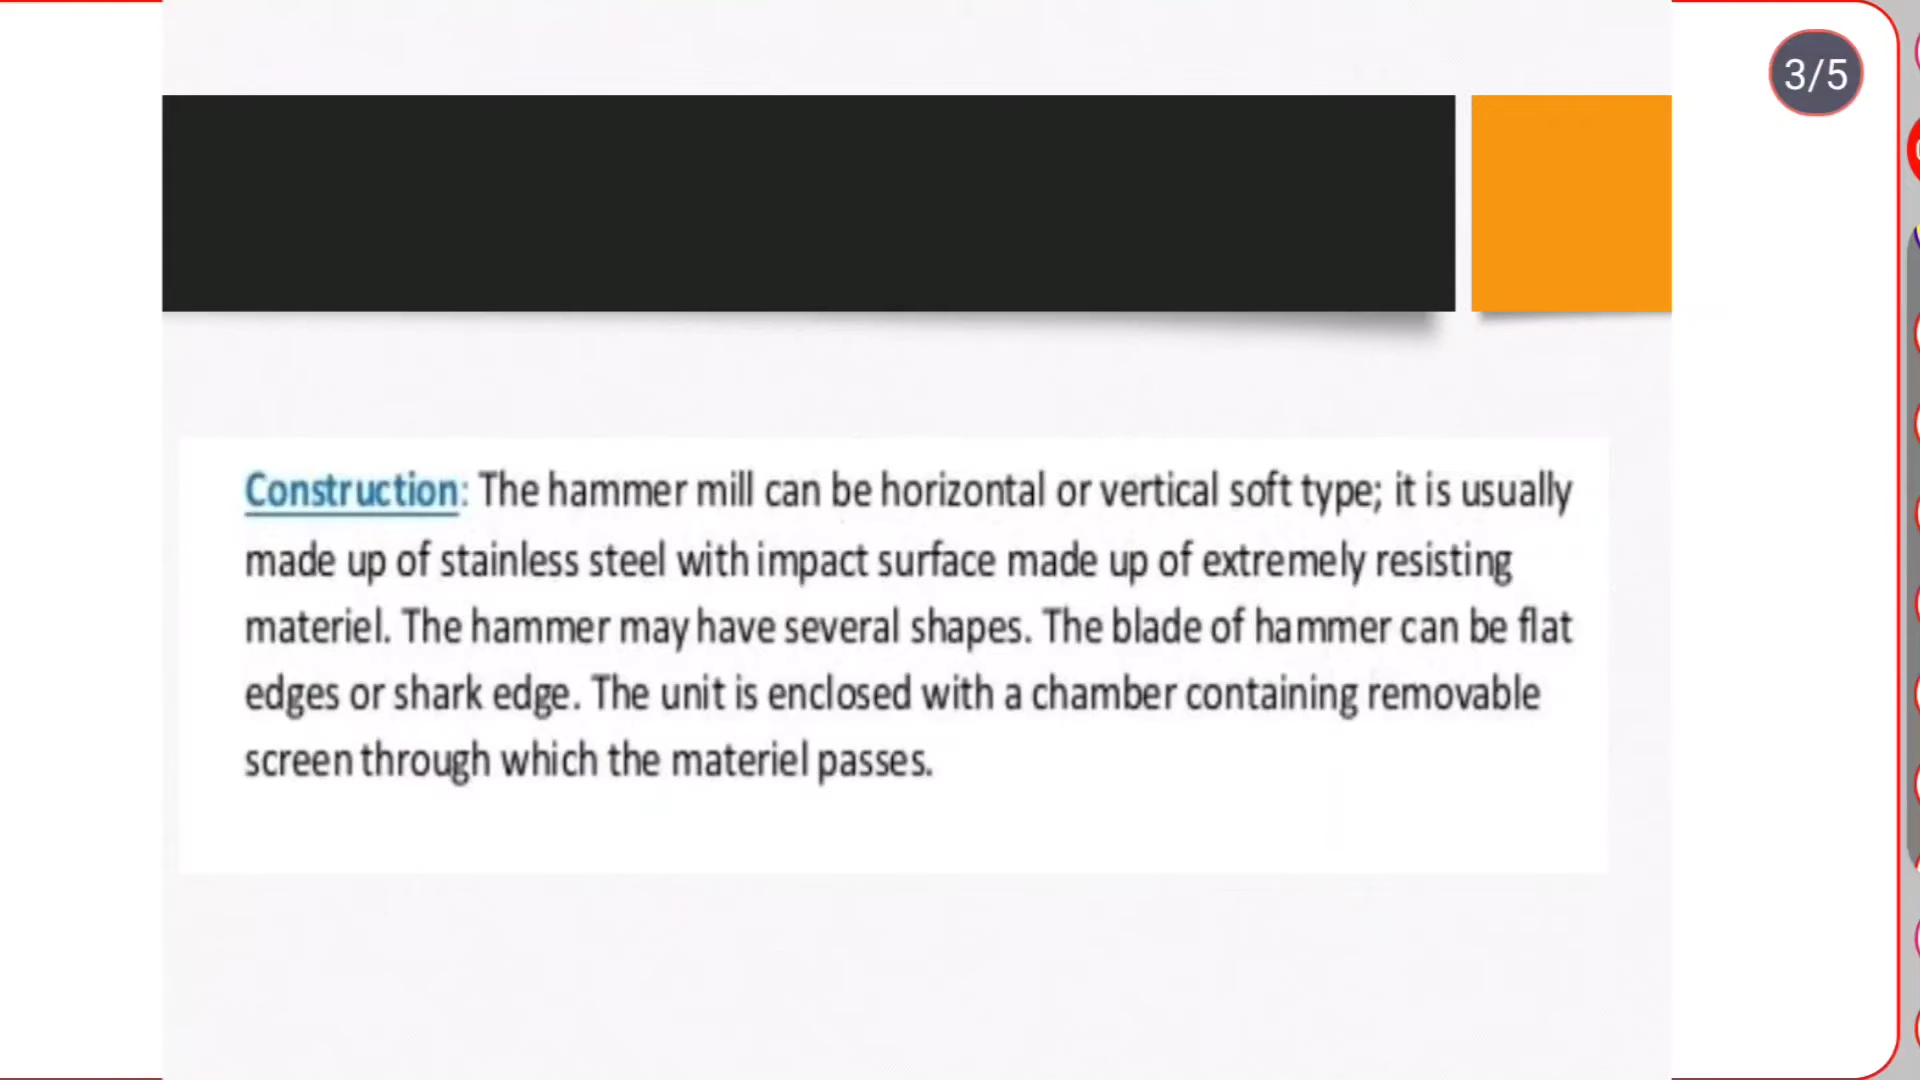 3/5
Construction: The hammer mill can be horizontal or vertical soft type; it is usually
made up of stainless steel with impact surface made up of extremely resisting
materiel. The hammer may have several shapes. The blade of hammer can be flat
edges or shark edge. The unit is enclosed with a chamber containing removable
screen through which the materiel passes.